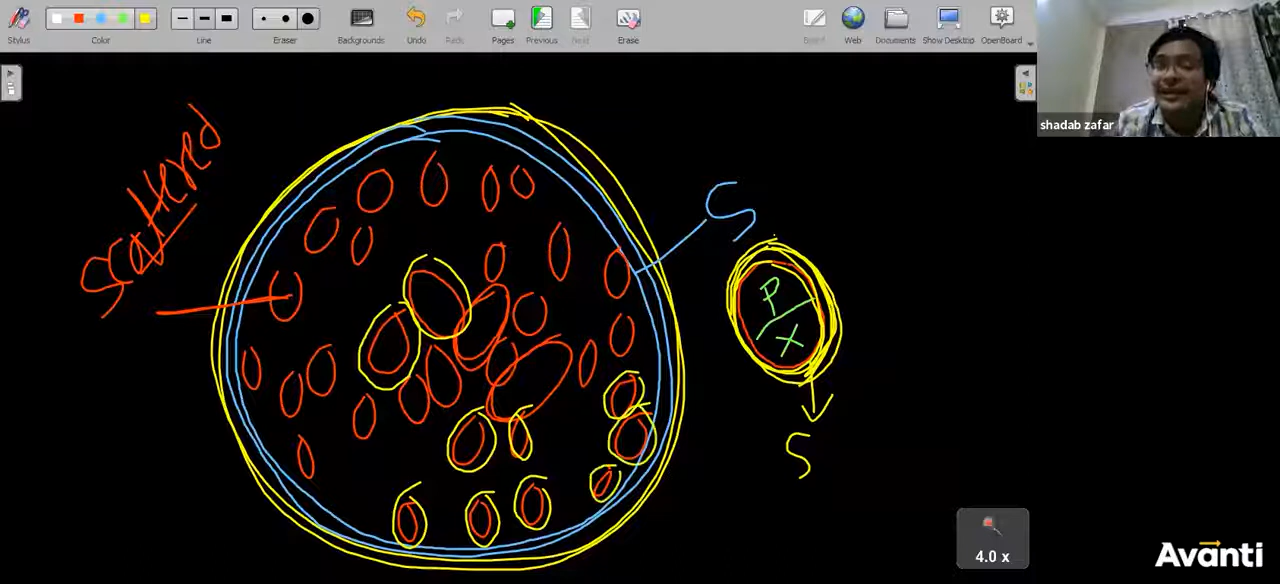 Stylus
Color
Line
Eraser
Backgrounds
Undo
Redo
Pages
Previous
Next
Erase
Board
Web
Documents
Show Desktop
OpenBoard
shadab zafar
Scattered
S
P
X
S
4.0 x
Avanti